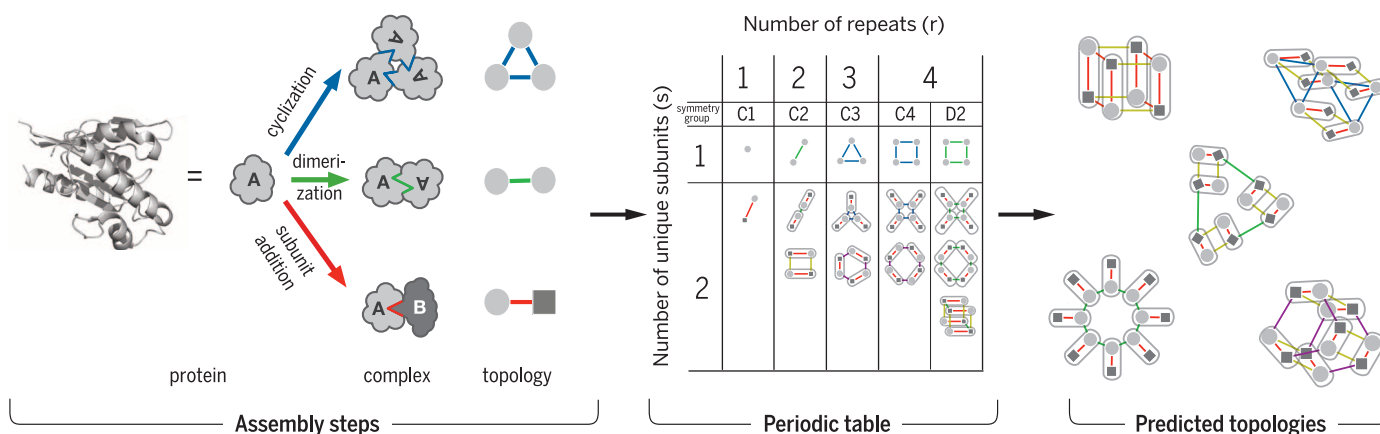 cyclization
A A A
=
A
dimeri-
zation
A A
subunit
addition
A B
protein
complex
topology
Assembly steps
Number of repeats (r)
Number of unique subunits (s)
1 2 3 4
symmetry
group
C1 C2 C3 C4 D2
1
2
Periodic table
Predicted topologies